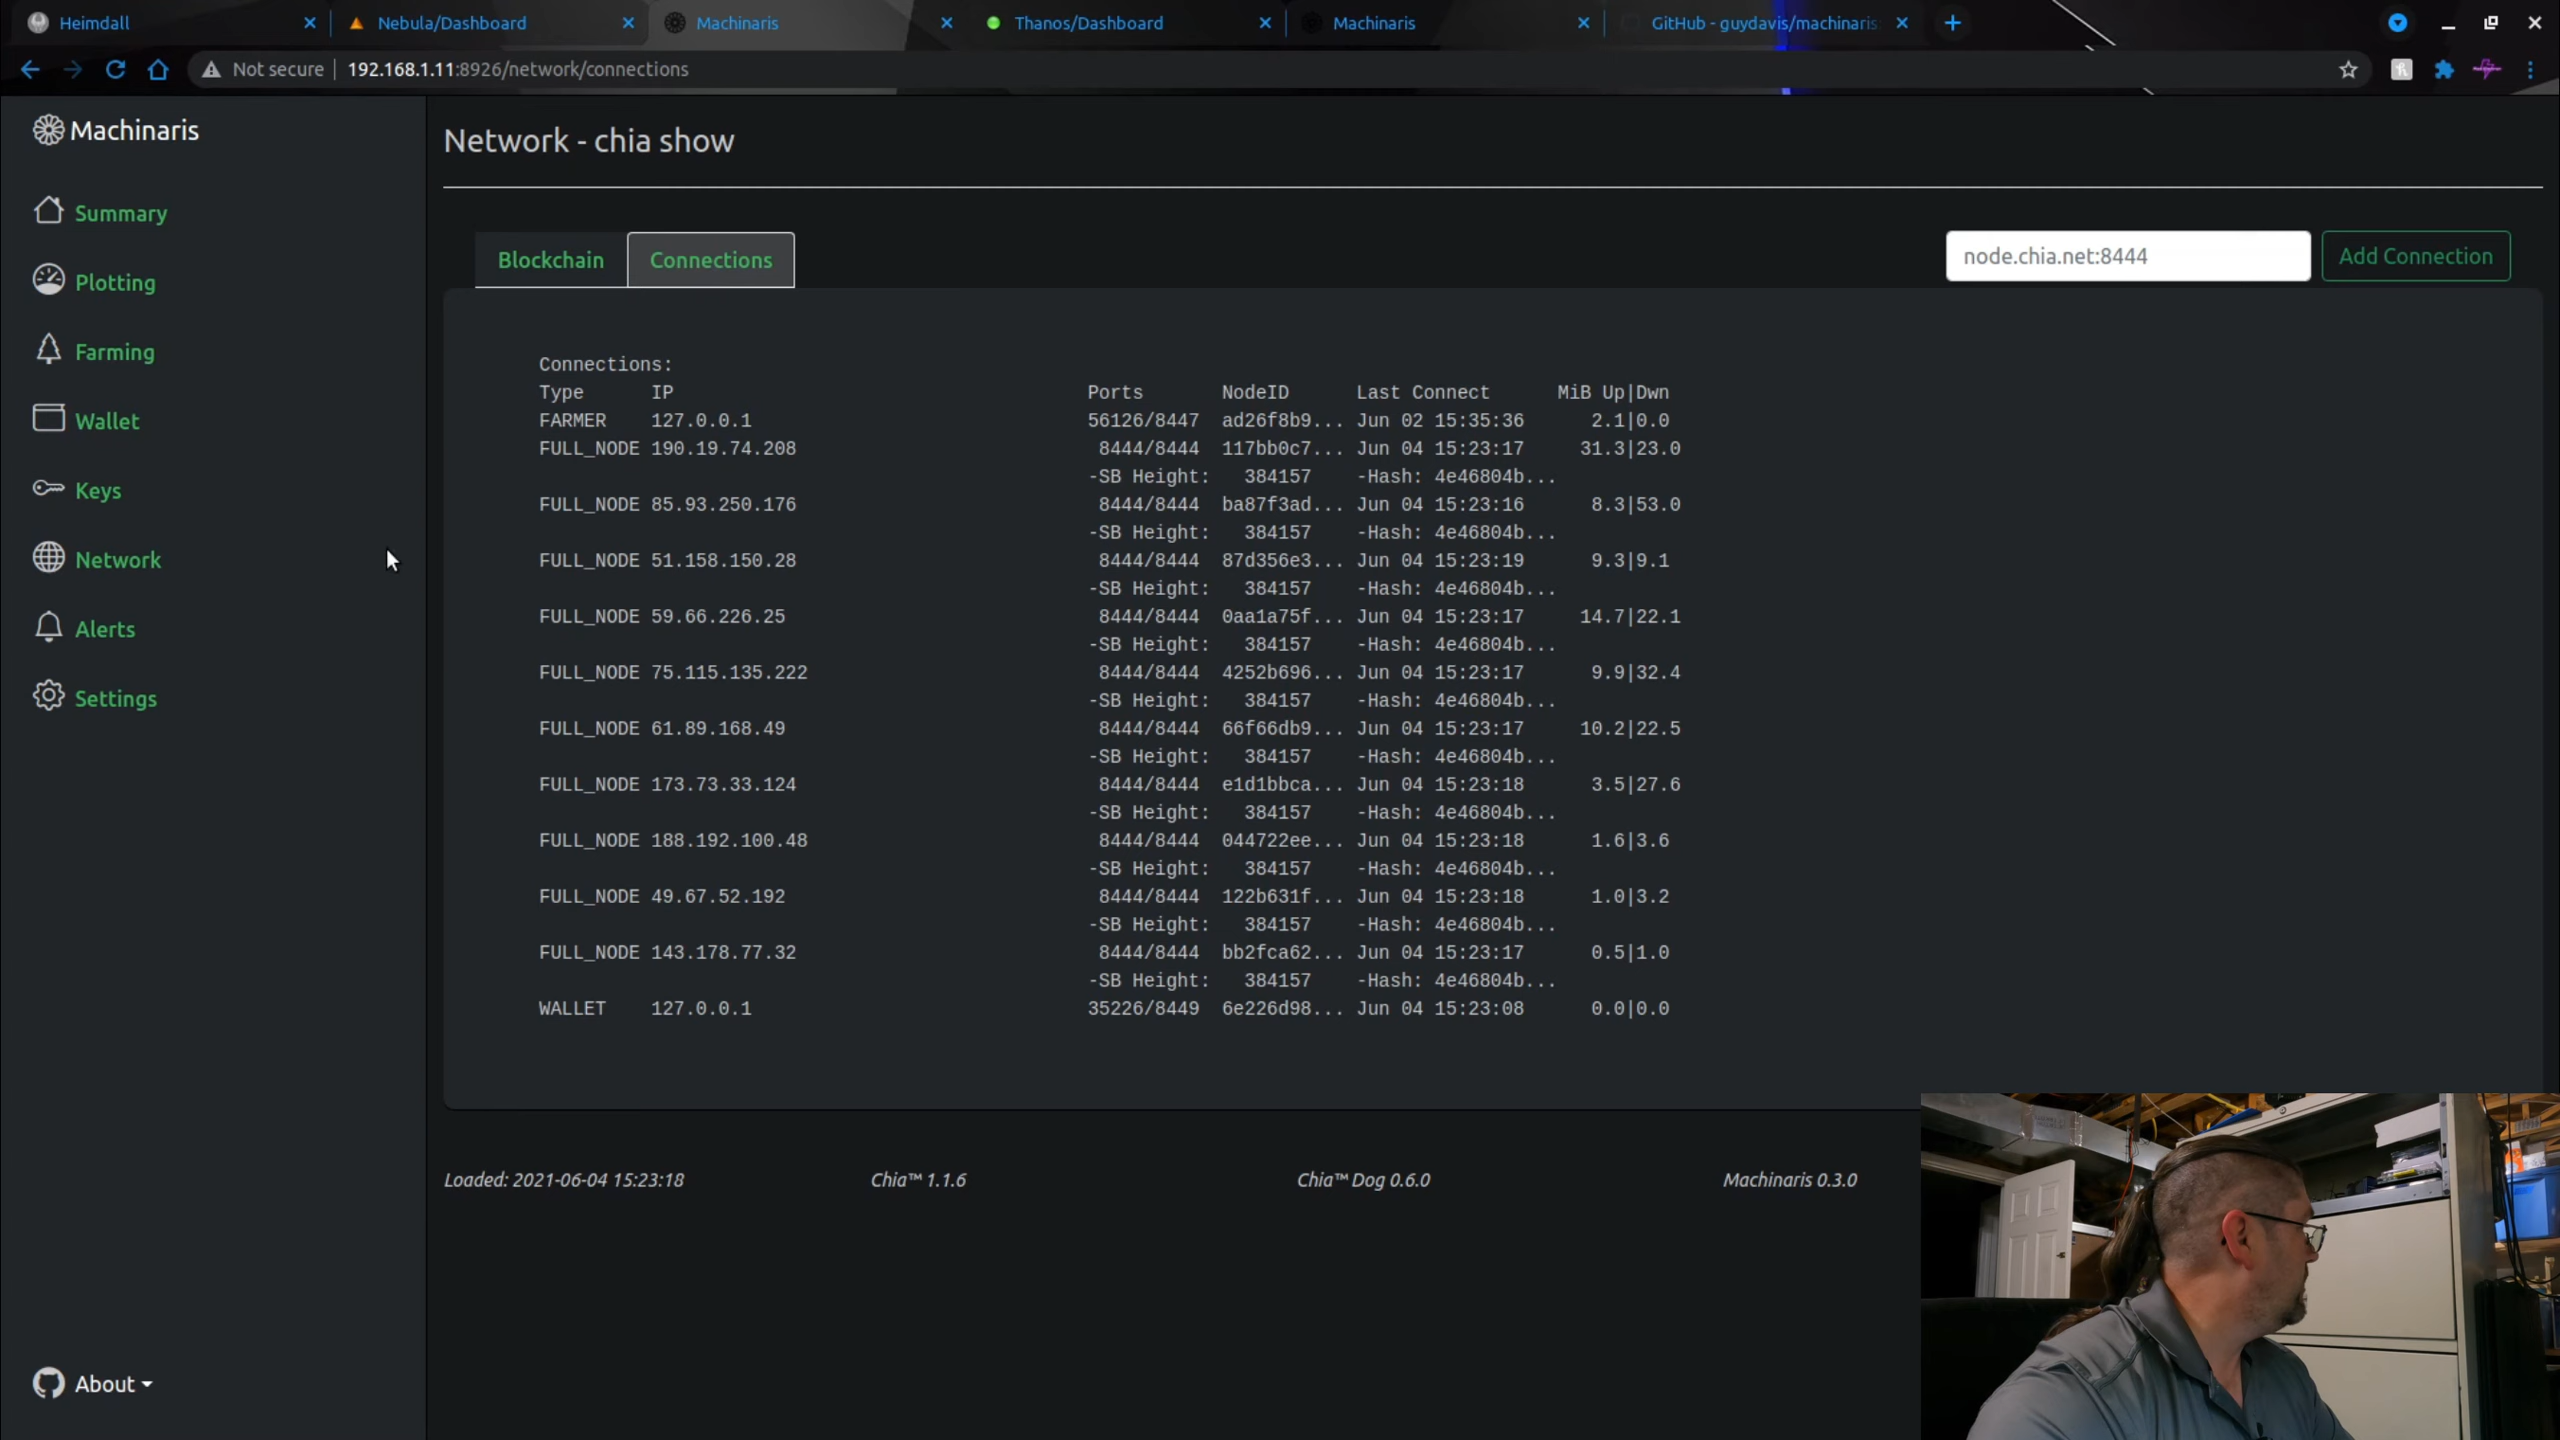 Heimdall
Nebula/Dashboard
Machinaris
Thanos/Dashboard
Machinaris
GitHub - guydavis/machinaris:
Not secure | 192.168.1.11:8926/network/connections
Machinaris
Summary
Plotting
Farming
Wallet
Keys
Network
Alerts
Settings
About
Network - chia show
Blockchain
Connections
node.chia.net:8444
Add Connection
Connections:
Type IP Ports NodeID Last Connect MiB Up|Dwn
FARMER 127.0.0.1 56126/8447 ad26f8b9... Jun 02 15:35:36 2.1|0.0
FULL_NODE 190.19.74.208 8444/8444 117bb0c7... Jun 04 15:23:17 31.3|23.0
-SB Height: 384157 -Hash: 4e46804b...
FULL_NODE 85.93.250.176 8444/8444 ba87f3ad... Jun 04 15:23:16 8.3|53.0
-SB Height: 384157 -Hash: 4e46804b...
FULL_NODE 51.158.150.28 8444/8444 87d356e3... Jun 04 15:23:19 9.3|9.1
-SB Height: 384157 -Hash: 4e46804b...
FULL_NODE 59.66.226.25 8444/8444 0aa1a75f... Jun 04 15:23:17 14.7|22.1
-SB Height: 384157 -Hash: 4e46804b...
FULL_NODE 75.115.135.222 8444/8444 4252b696... Jun 04 15:23:17 9.9|32.4
-SB Height: 384157 -Hash: 4e46804b...
FULL_NODE 61.89.168.49 8444/8444 66f66db9... Jun 04 15:23:17 10.2|22.5
-SB Height: 384157 -Hash: 4e46804b...
FULL_NODE 173.73.33.124 8444/8444 e1d1bbca... Jun 04 15:23:18 3.5|27.6
-SB Height: 384157 -Hash: 4e46804b...
FULL_NODE 188.192.100.48 8444/8444 044722ee... Jun 04 15:23:18 1.6|3.6
-SB Height: 384157 -Hash: 4e46804b...
FULL_NODE 49.67.52.192 8444/8444 122b631f... Jun 04 15:23:18 1.0|3.2
-SB Height: 384157 -Hash: 4e46804b...
FULL_NODE 143.178.77.32 8444/8444 bb2fca62... Jun 04 15:23:17 0.5|1.0
-SB Height: 384157 -Hash: 4e46804b...
WALLET 127.0.0.1 35226/8449 6e226d98... Jun 04 15:23:08 0.0|0.0
Loaded: 2021-06-04 15:23:18
Chia™ 1.1.6
Chia™ Dog 0.6.0
Machinaris 0.3.0